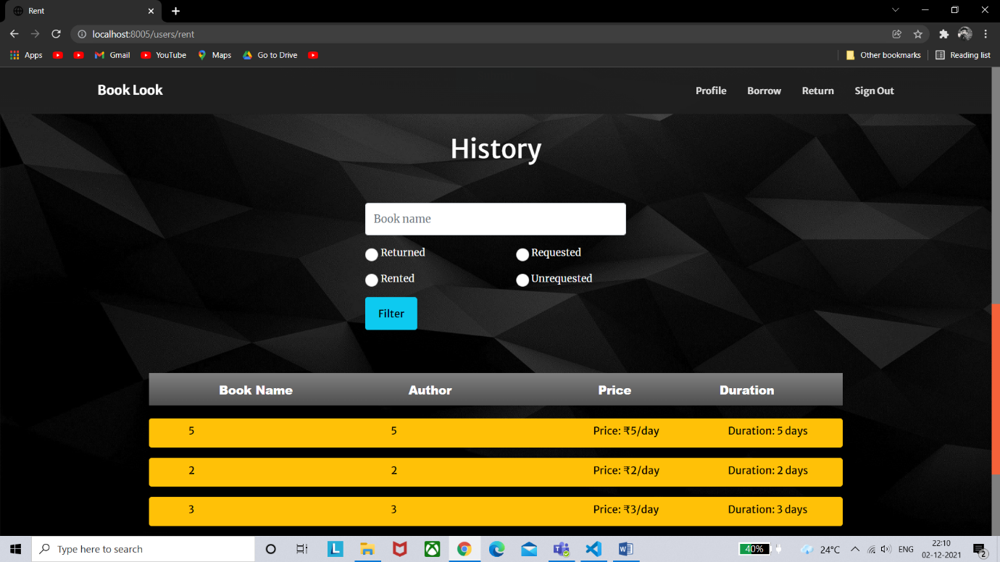 Rent
localhost:8005/users/rent
Apps Gmail YouTube Maps Go to Drive Other bookmarks Reading list
Book Look Profile Borrow Return Sign Out
History
Book name
Returned Requested
Rented Unrequested
Filter
Book Name Author Price Duration
5 5 Price: ₹5/day Duration: 5 days
2 2 Price: ₹2/day Duration: 2 days
3 3 Price: ₹3/day Duration: 3 days
Type here to search L 40% 24°C ENG 22:10
02-12-2021 2